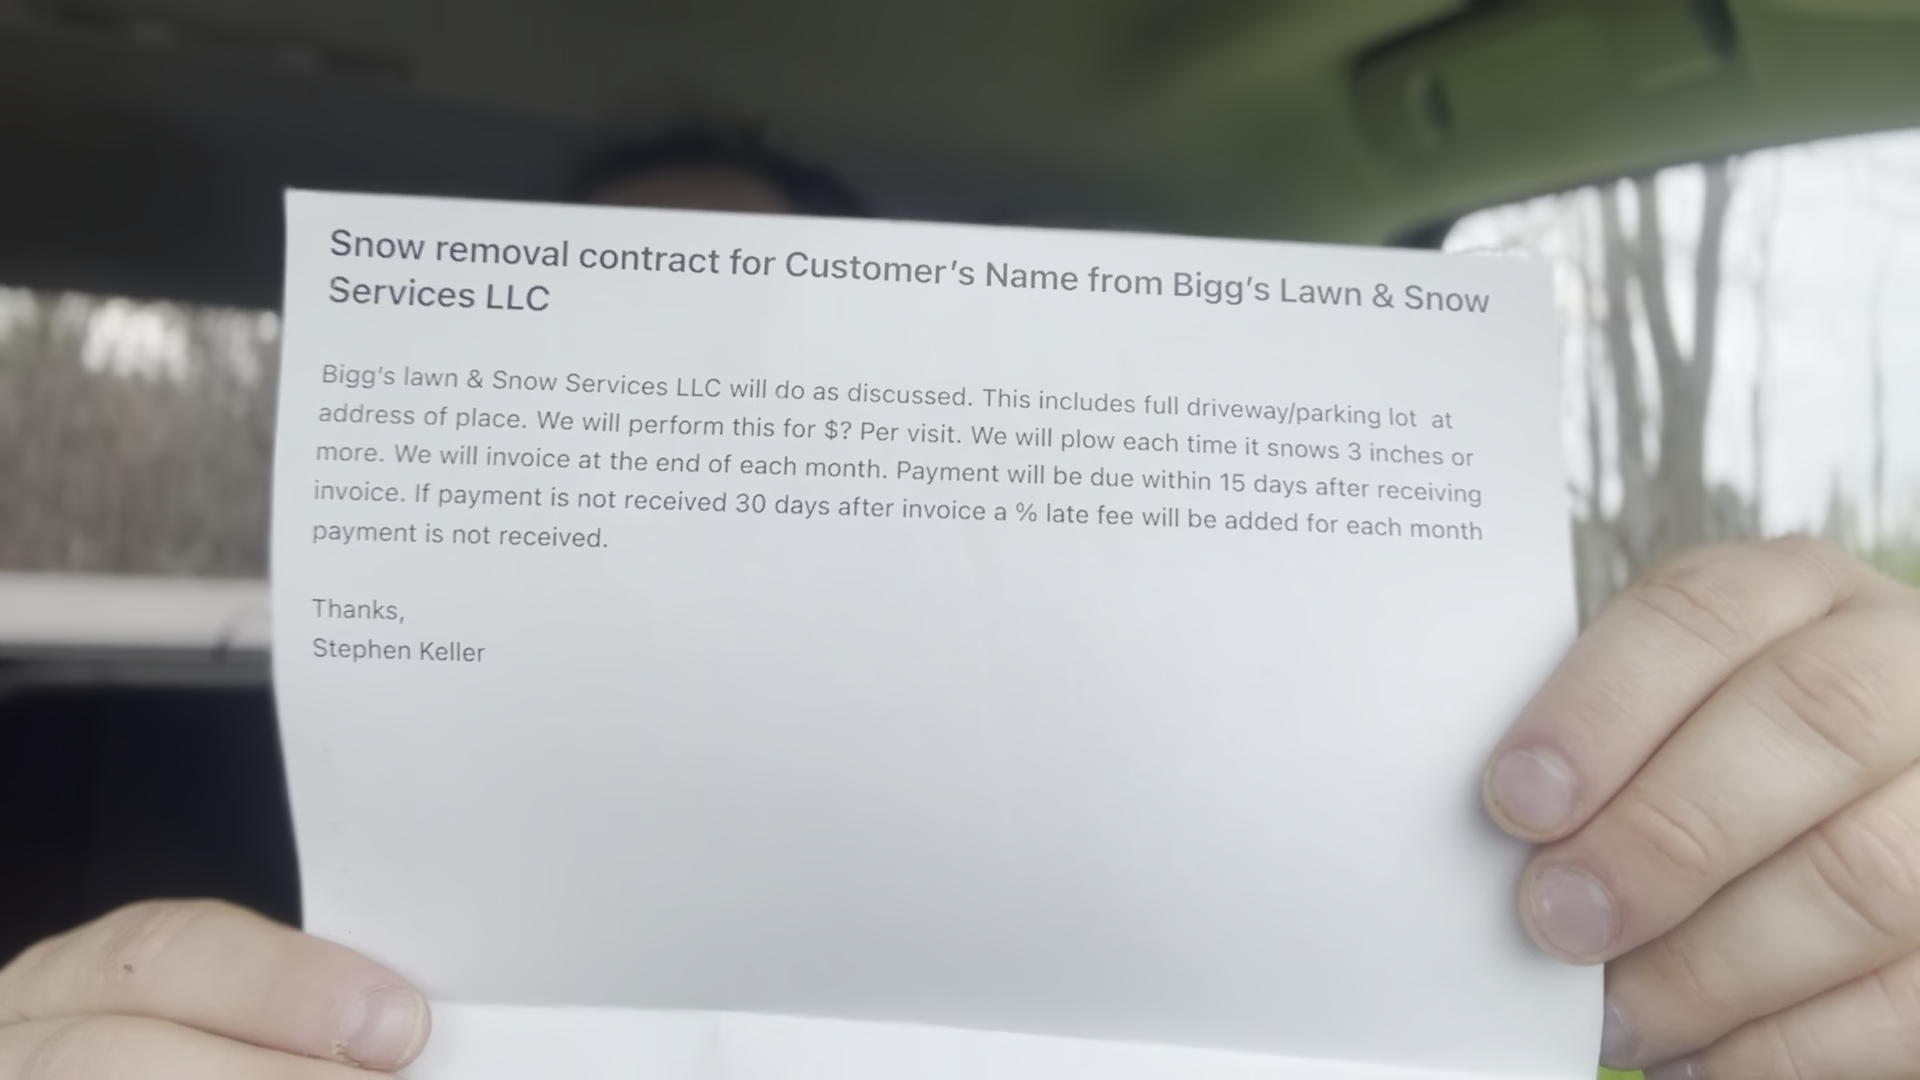 Snow removal contract for Customer's Name from Bigg's Lawn & Snow
Services LLC
Bigg's lawn & Snow Services LLC will do as discussed. This includes full driveway/parking lot  at
address of place. We will perform this for $? Per visit. We will plow each time it snows 3 inches or
more. We will invoice at the end of each month. Payment will be due within 15 days after receiving
invoice. If payment is not received 30 days after invoice a % late fee will be added for each month
payment is not received.
Thanks,
Stephen Keller